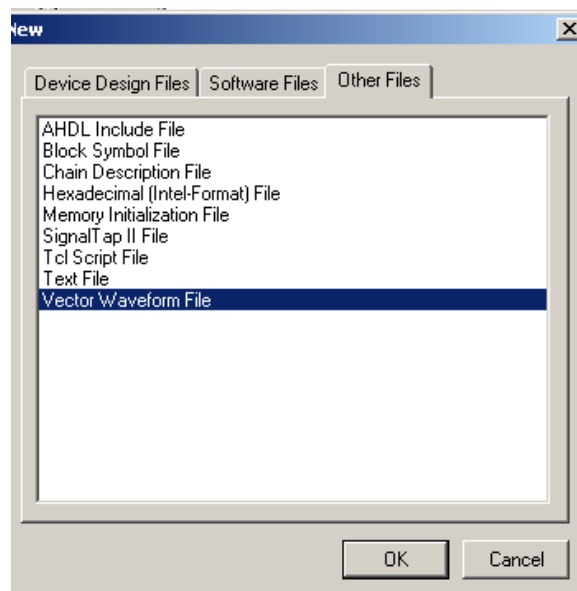 New
Device Design Files Software Files Other Files
AHDL Include File
Block Symbol File
Chain Description File
Hexadecimal (Intel-Format) File
Memory Initialization File
SignalTap II File
Tcl Script File
Text File
Vector Waveform File
OK Cancel